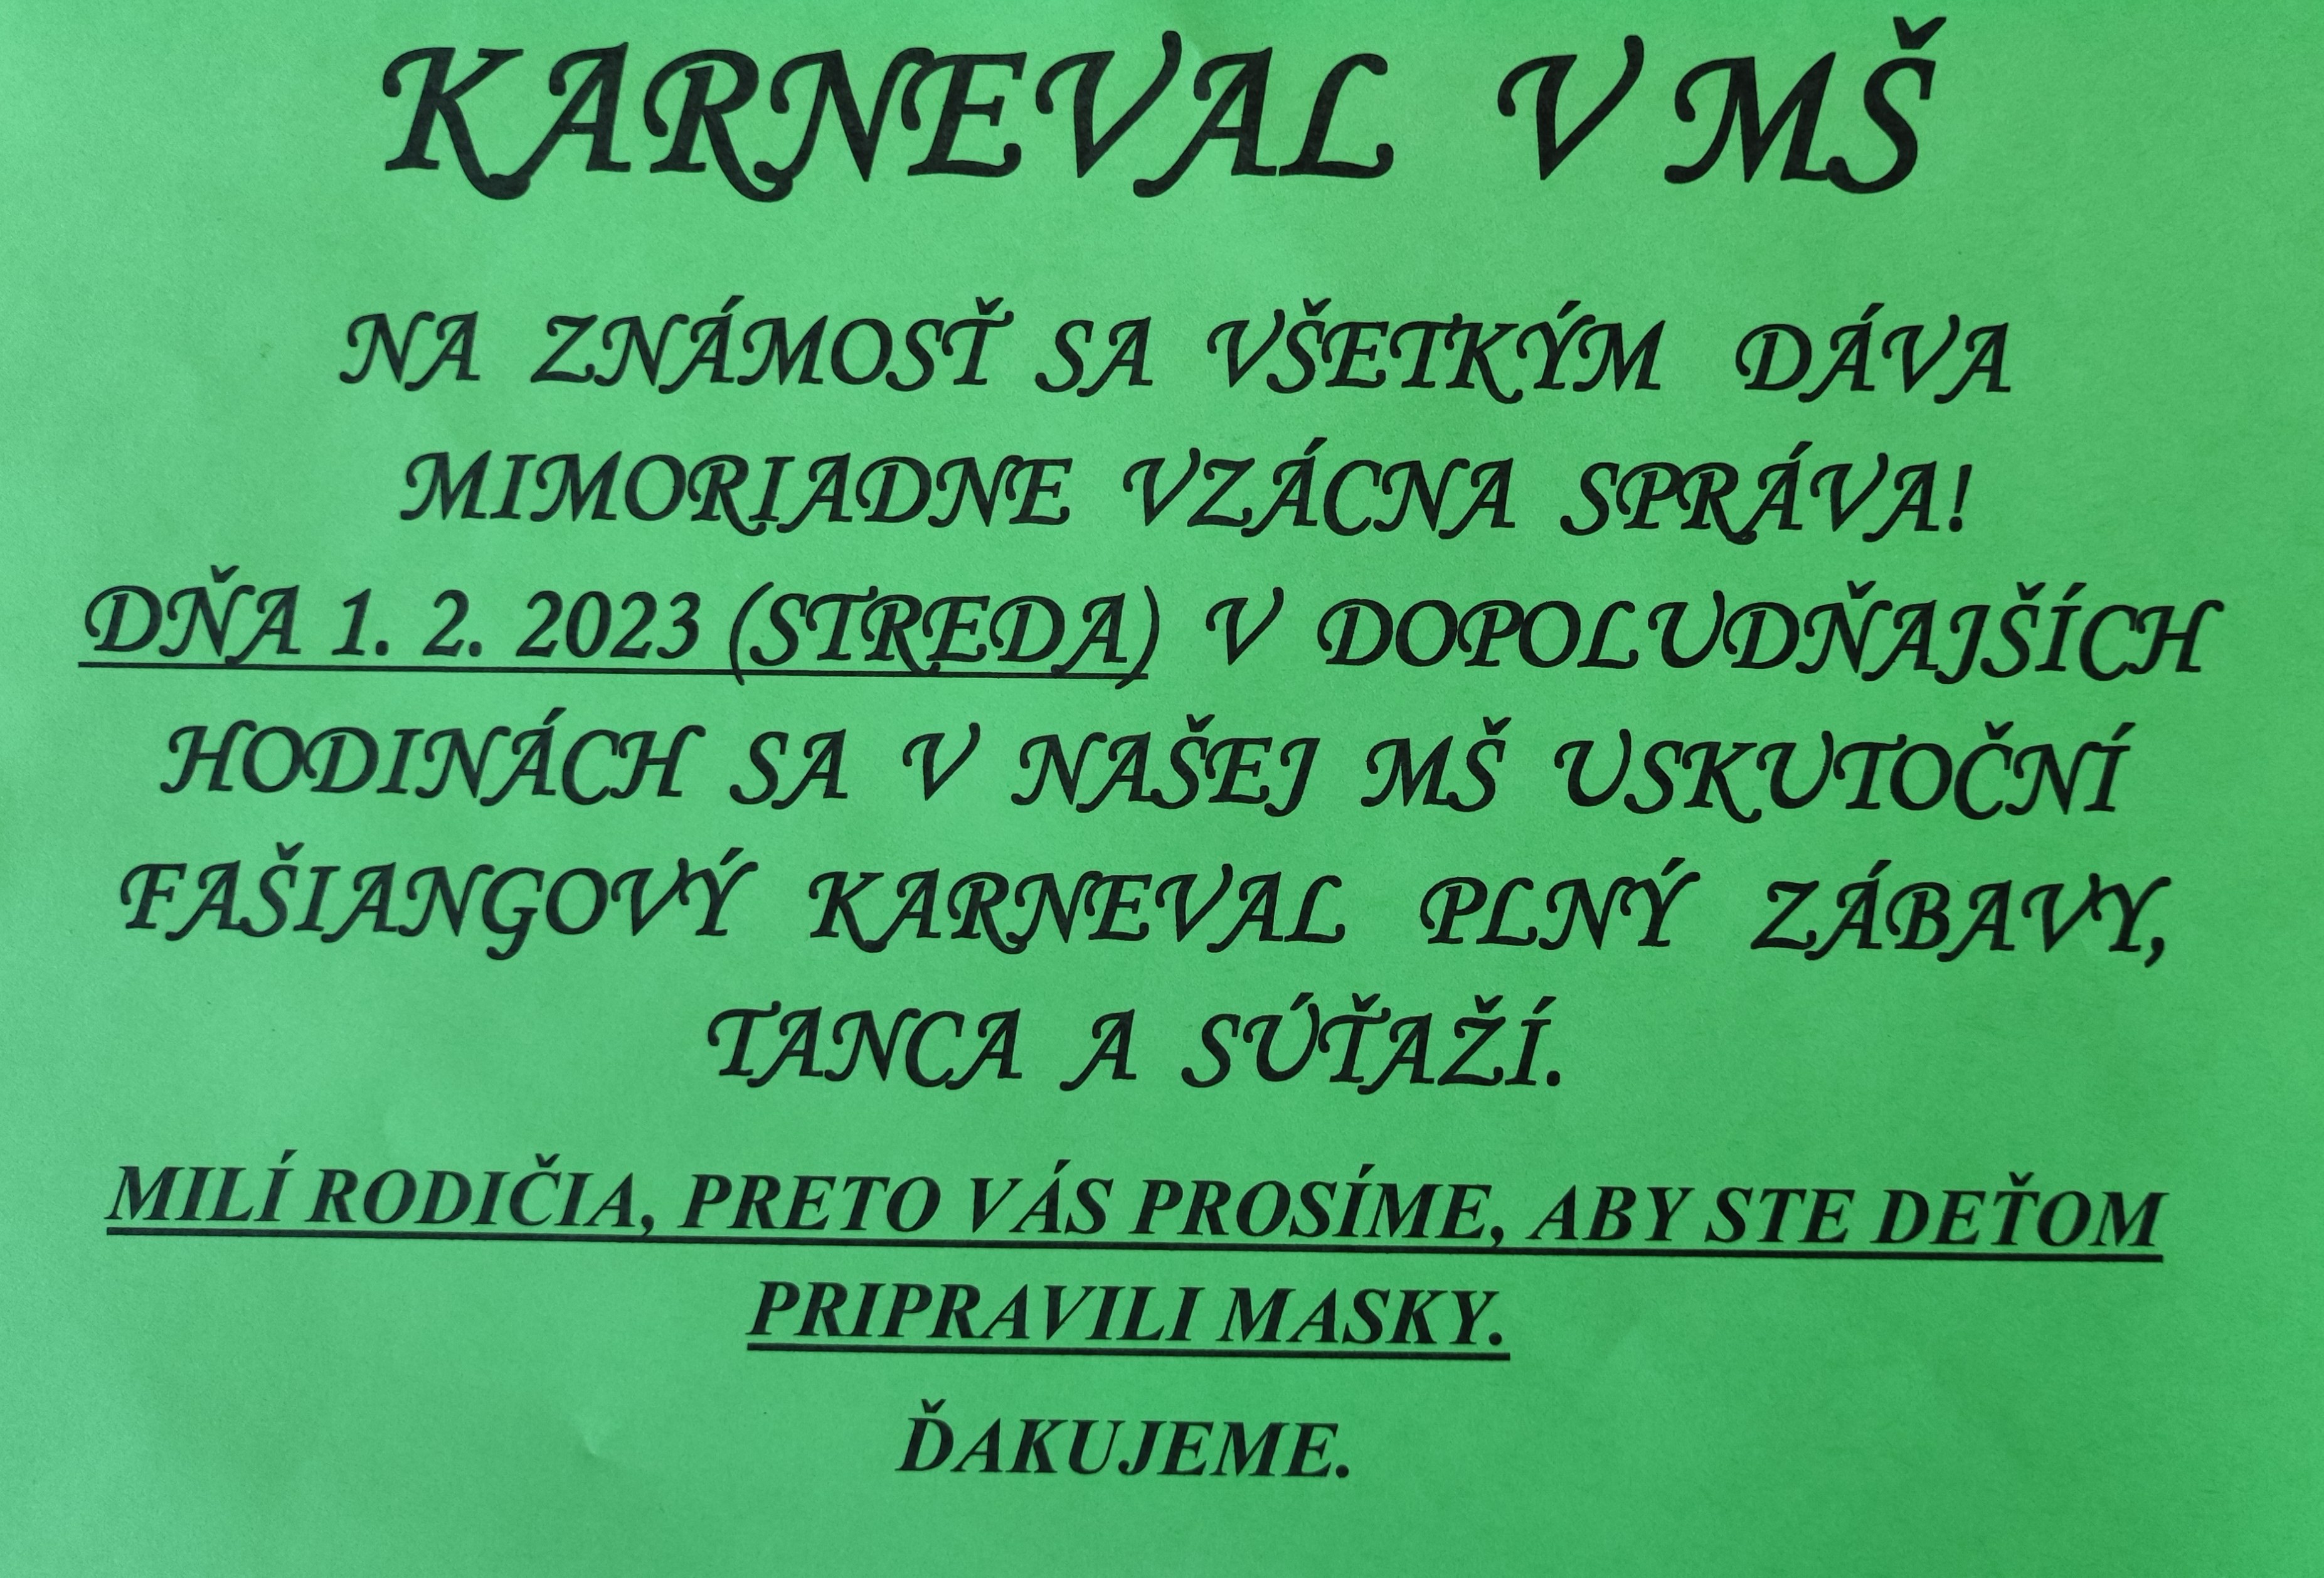 KARNEVAL V MŠ
NA ZNÁMOSŤ SA VŠETKÝM DÁVA
MIMORIADNE VZÁCNA SPRÁVA!
DŇA 1. 2. 2023 (STREDA) V DOPOLUDŇAJŠÍCH
HODINÁCH SA V NAŠEJ MŠ USKUTOČNÍ
FAŠIANGOVÝ KARNEVAL PLNÝ ZÁBAVY,
TANCA A SÚŤAŽÍ.
MILÍ RODIČIA, PRETO VÁS PROSÍME, ABY STE DEŤOM
PRIPRAVILI MASKY.
ĎAKUJEME.